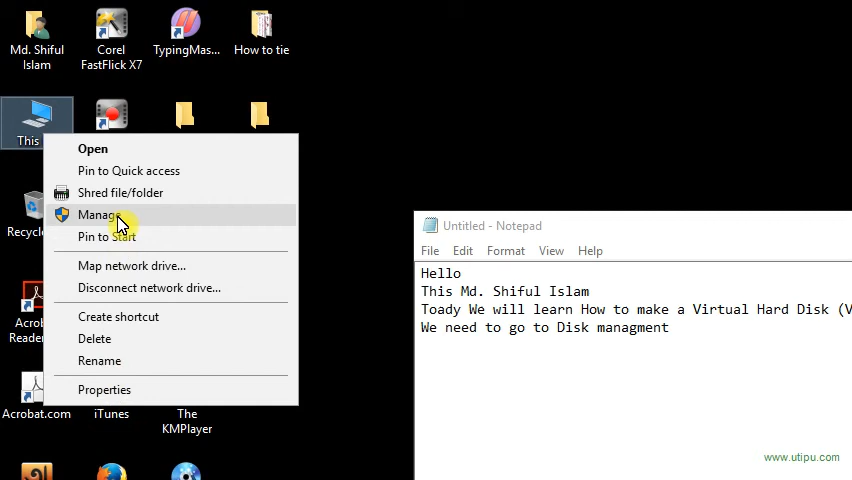 Md. Shiful
Islam
Corel
FastFlick X7
TypingMas...
How to tie
This
Open
Pin to Quick access
Shred file/folder
Manage
Pin to Start
Map network drive...
Disconnect network drive...
Create shortcut
Delete
Rename
Properties
Recycle
Acrobat
Reader
Acrobat.com
iTunes
The
KMPlayer
Untitled - Notepad
File Edit Format View Help
Hello
This Md. Shiful Islam
Toady We will learn How to make a Virtual Hard Disk (V
We need to go to Disk managment
www.utipu.com